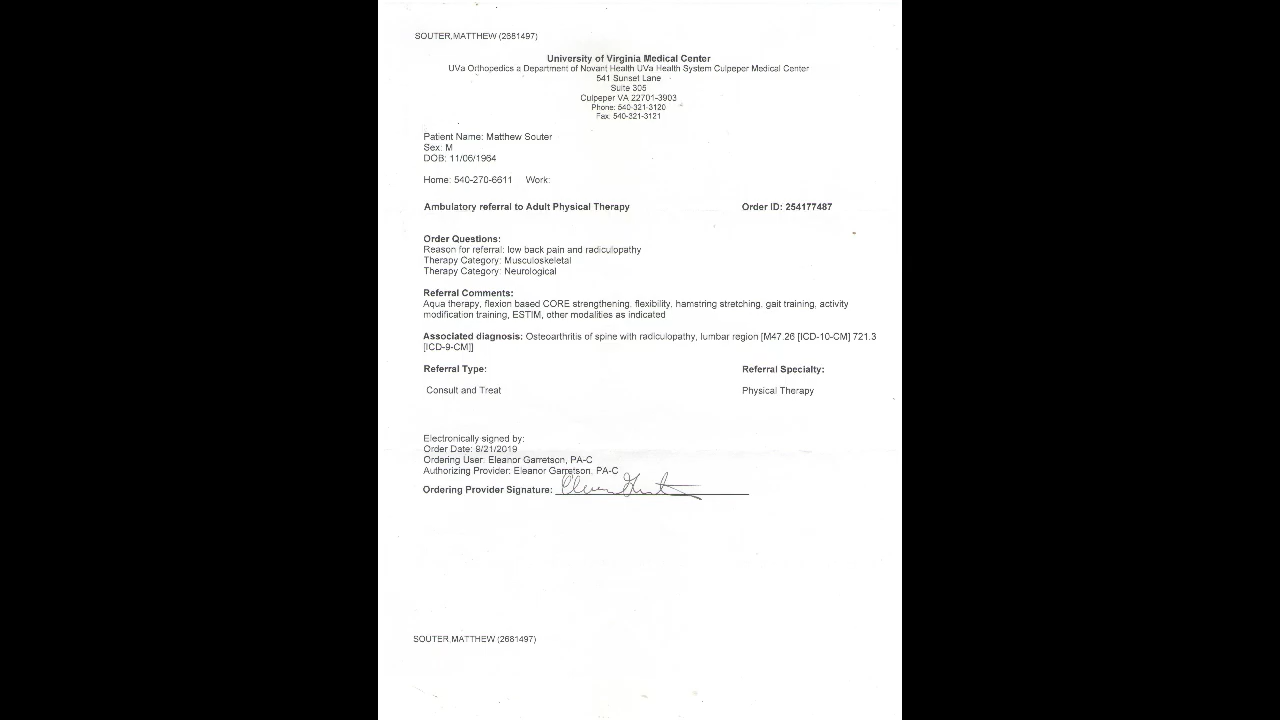 SOUTER,MATTHEW (2681497)
University of Virginia Medical Center
UVa Orthopedics a Department of Novant Health UVa Health System Culpeper Medical Center
541 Sunset Lane
Suite 305
Culpeper VA 22701-3903
Phone: 540-321-3120
Fax: 540-321-3121
Patient Name: Matthew Souter
Sex: M
DOB: 11/06/1964
Home: 540-270-6611 Work:
Ambulatory referral to Adult Physical Therapy Order ID: 254177487
Order Questions:
Reason for referral: low back pain and radiculopathy
Therapy Category: Musculoskeletal
Therapy Category: Neurological
Referral Comments:
Aqua therapy, flexion based CORE strengthening, flexibility, hamstring stretching, gait training, activity
modification training, ESTIM, other modalities as indicated
Associated diagnosis: Osteoarthritis of spine with radiculopathy, lumbar region [M47.26 [ICD-10-CM] 721.3
[ICD-9-CM]]
Referral Type: Referral Specialty:
Consult and Treat Physical Therapy
Electronically signed by:
Order Date: 9/21/2019
Ordering User: Eleanor Garretson, PA-C
Authorizing Provider: Eleanor Garretson, PA-C
Ordering Provider Signature:
SOUTER,MATTHEW (2681497)